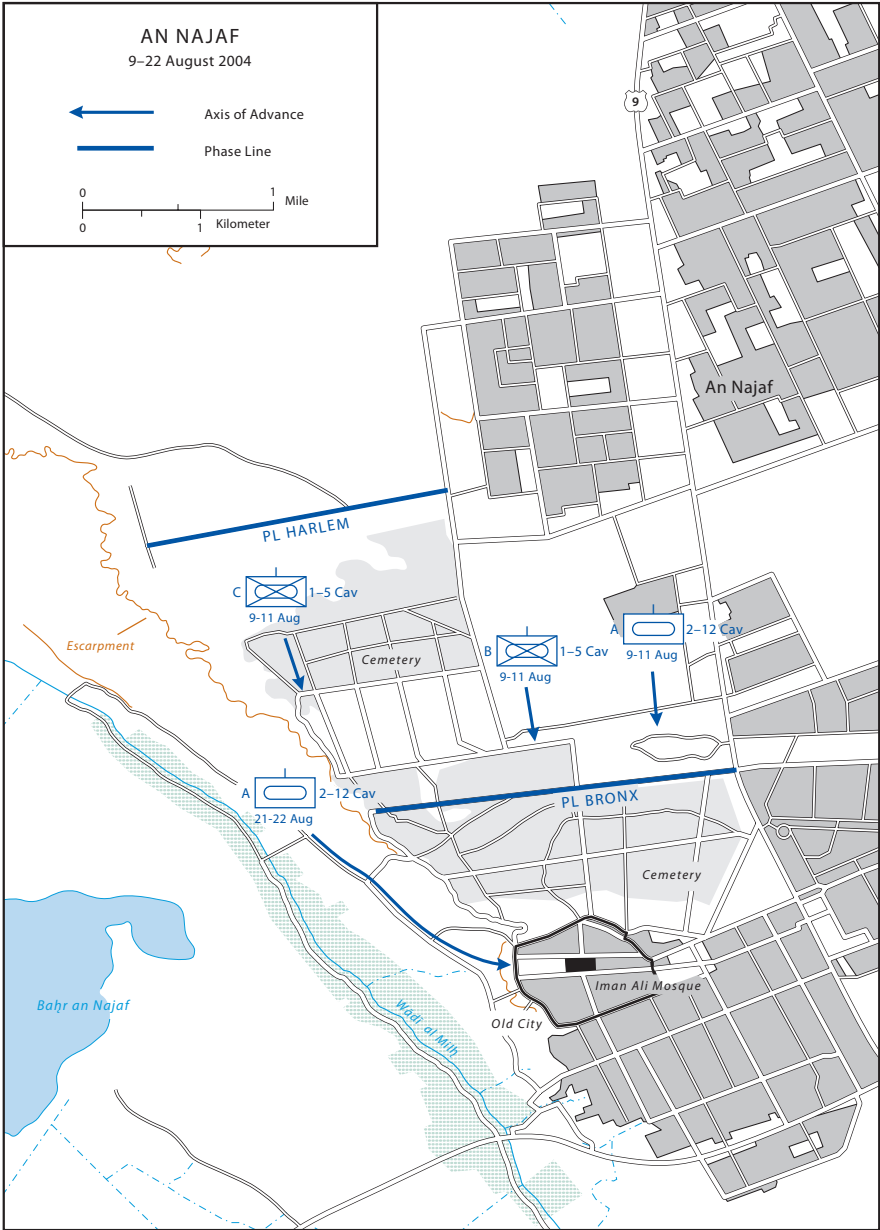 AN NAJAF
9–22 August 2004
Axis of Advance
Phase Line
0
1
Mile
0
1
Kilometer
9
An Najaf
PL HARLEM
C
1–5 Cav
9-11 Aug
Escarpment
Cemetery
B
1–5 Cav
9-11 Aug
A
2–12 Cav
9-11 Aug
A
2–12 Cav
21-22 Aug
PL BRONX
Cemetery
Iman Ali Mosque
Old City
Baḥr an Najaf
Wādī al Milḥ